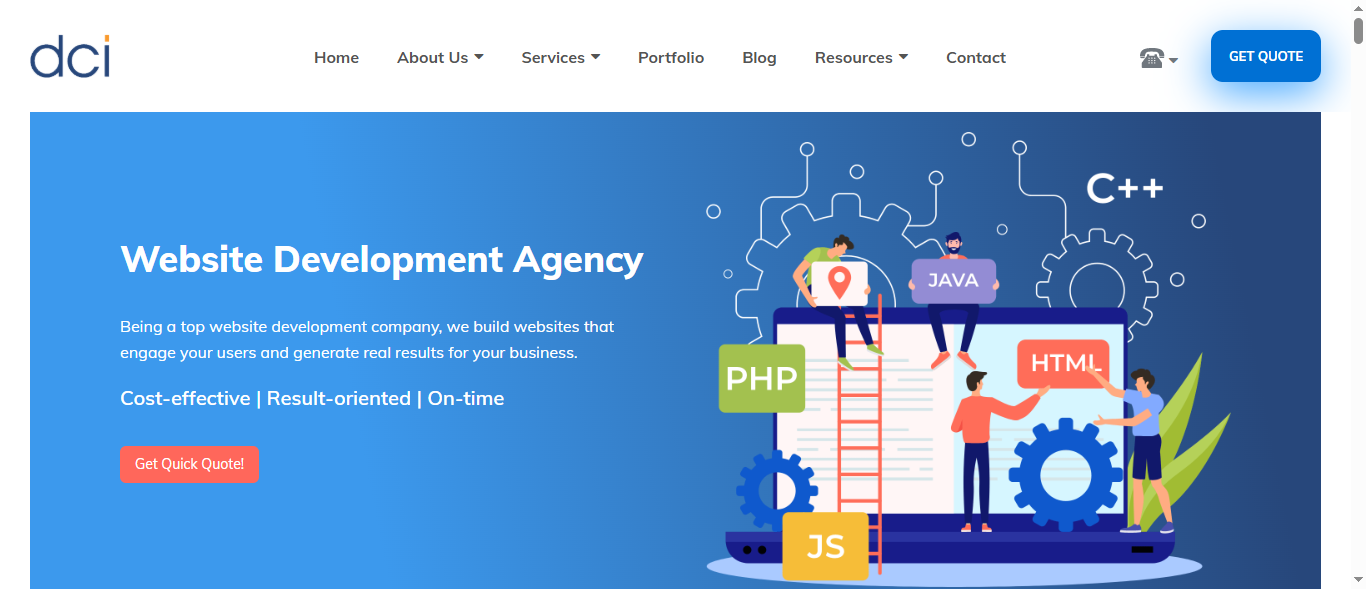 dci
Home
About Us
Services
Portfolio
Blog
Resources
Contact
GET QUOTE
Website Development Agency
Being a top website development company, we build websites that
engage your users and generate real results for your business.
Cost-effective | Result-oriented | On-time
Get Quick Quote!
C++
JAVA
HTML
PHP
JS